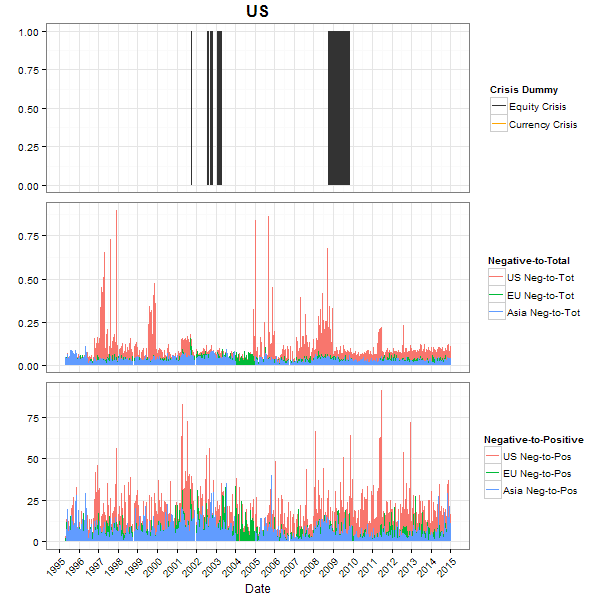 US
1.00
0.75
0.50
0.25
0.00
Crisis Dummy
Equity Crisis
Currency Crisis
0.75
0.50
0.25
0.00
Negative-to-Total
US Neg-to-Tot
EU Neg-to-Tot
Asia Neg-to-Tot
75
50
25
0
Negative-to-Positive
US Neg-to-Pos
EU Neg-to-Pos
Asia Neg-to-Pos
1995 1996 1997 1998 1999 2000 2001 2002 2003 2004 2005 2006 2007 2008 2009 2010 2011 2012 2013 2014 2015
Date